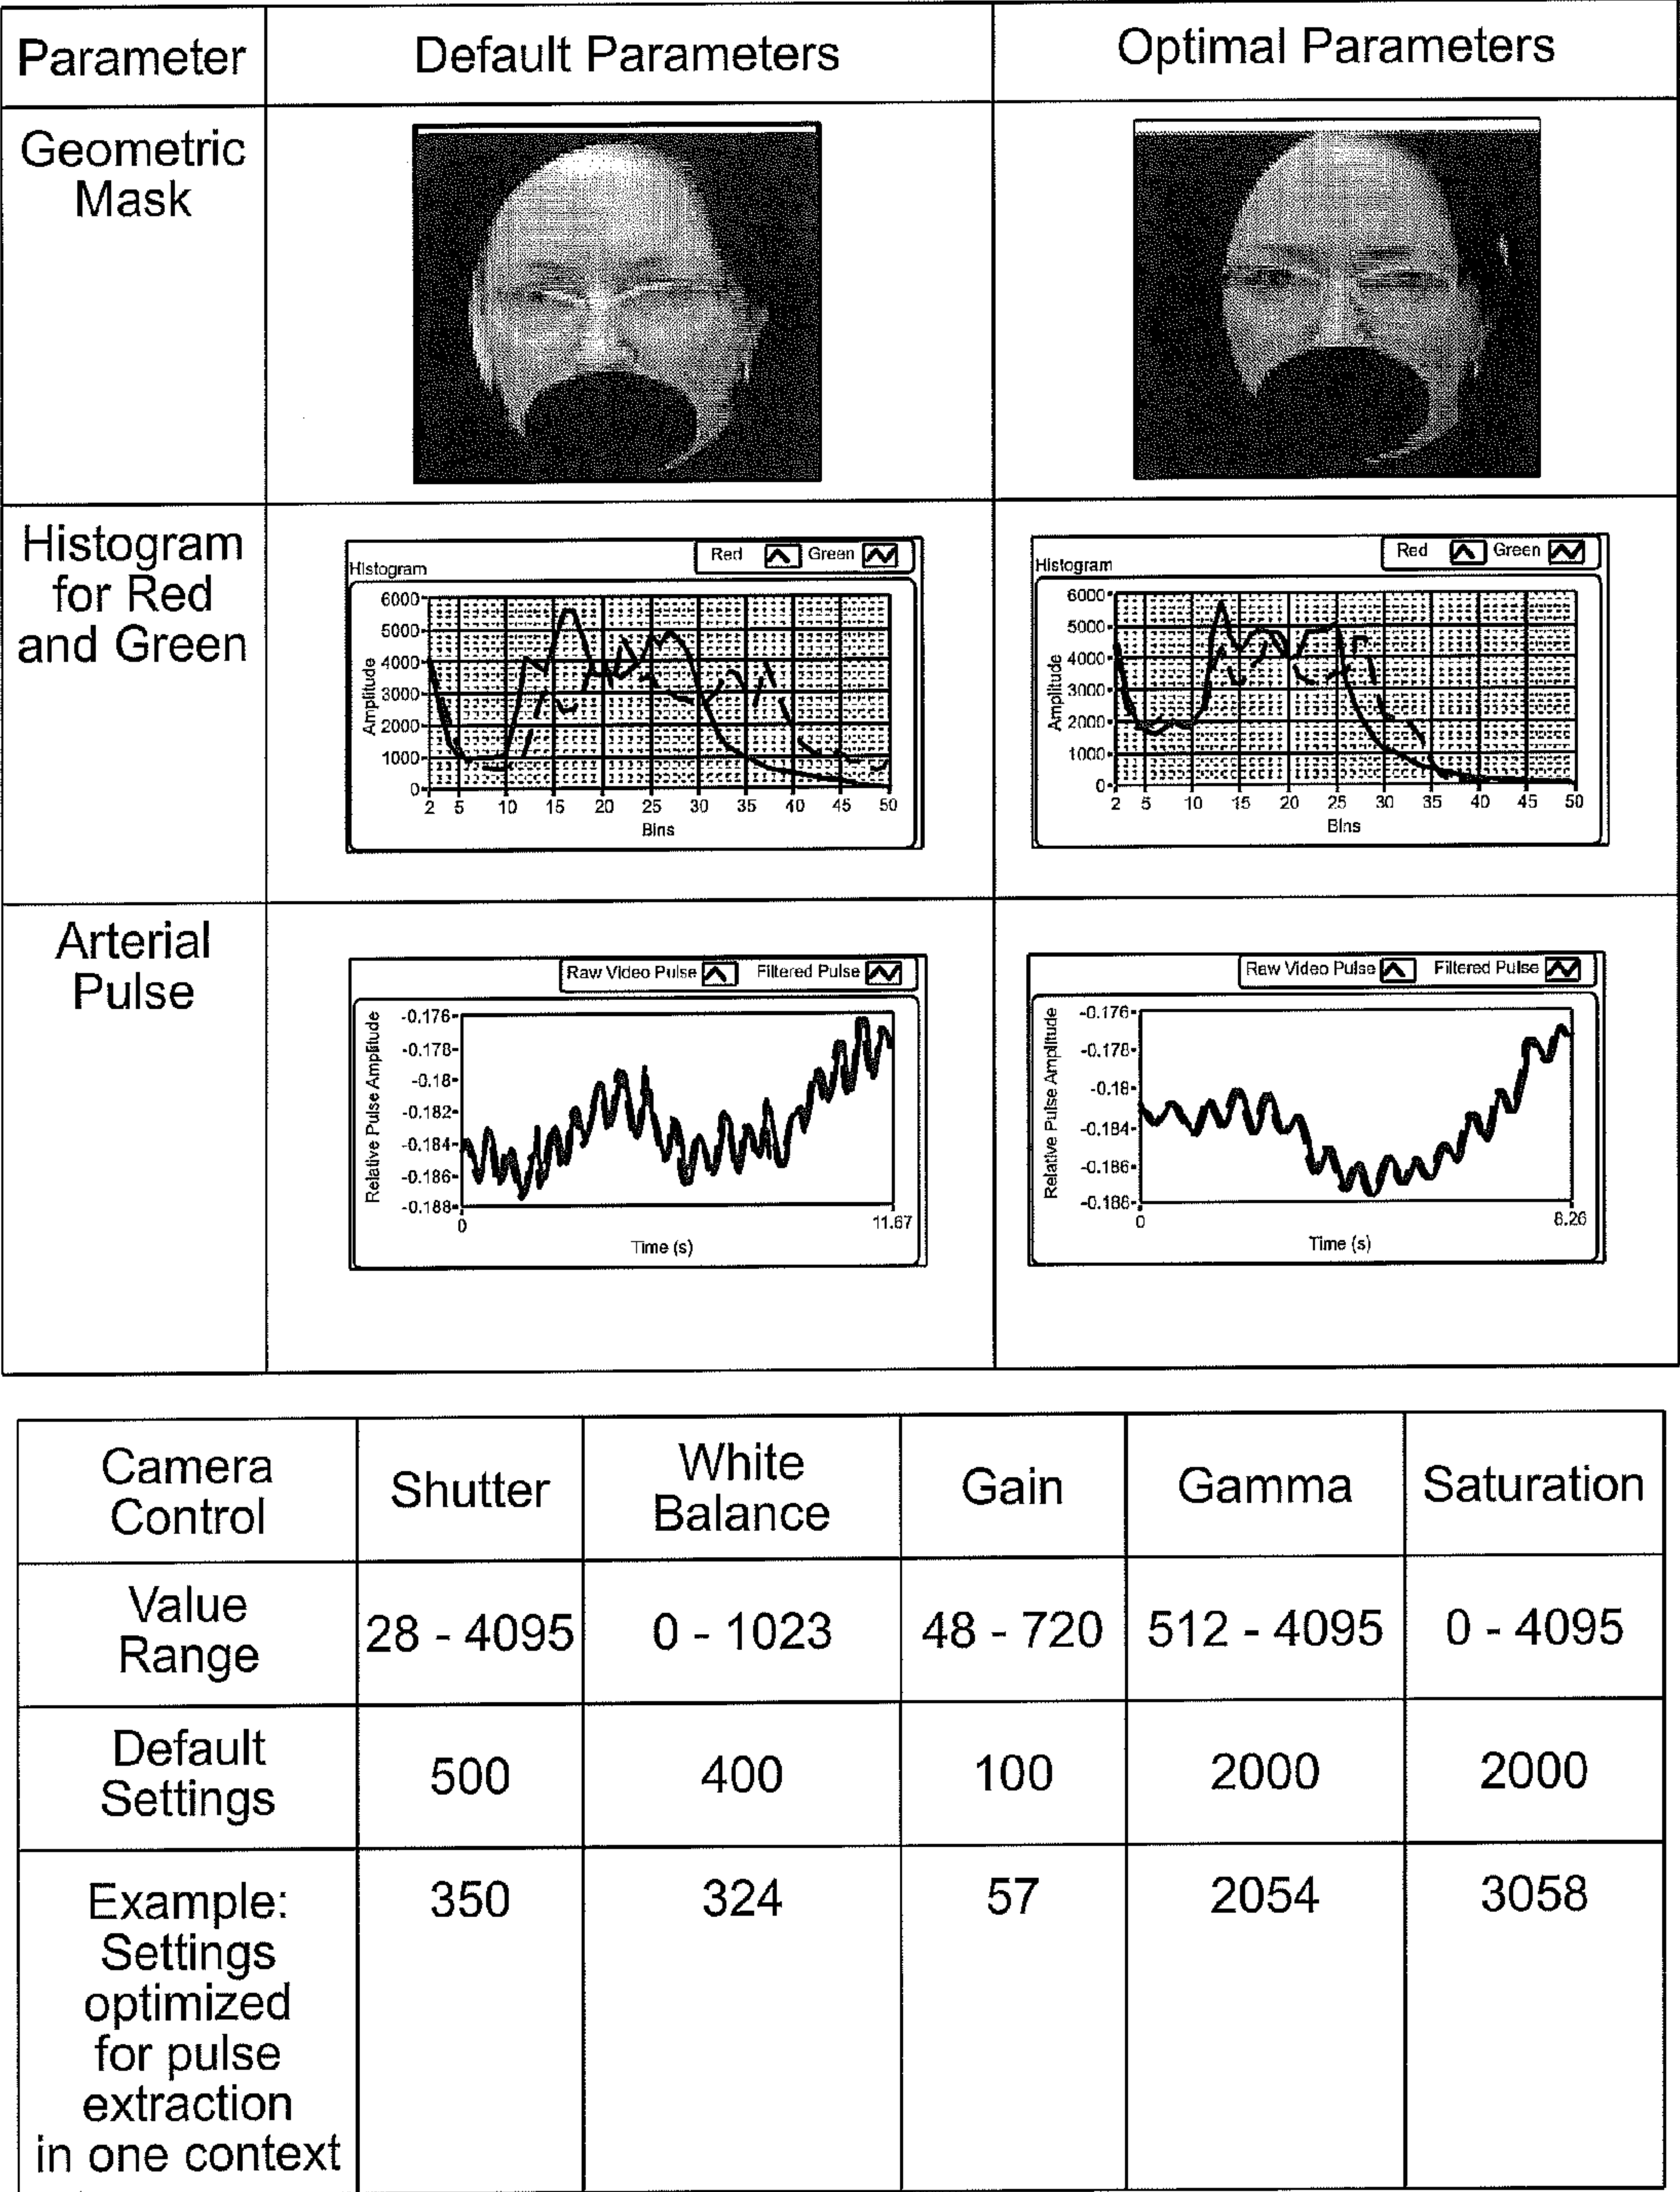 Parameter
Default Parameters
Optimal Parameters
Geometric
Mask
Histogram
for Red
and Green
Histogram
Red
Green
6000
5000
4000
3000
2000
1000
0
Amplitude
2 5 10 15 20 25 30 35 40 45 50
Bins
Histogram
Red
Green
6000
5000
4000
3000
2000
1000
0
Amplitude
2 5 10 15 20 25 30 35 40 45 50
Bins
Arterial
Pulse
Raw Video Pulse
Filtered Pulse
Relative Pulse Amplitude
-0.176
-0.178
-0.18
-0.182
-0.184
-0.186
-0.188
0
11.67
Time (s)
Raw Video Pulse
Filtered Pulse
Relative Pulse Amplitude
-0.176
-0.178
-0.18
-0.184
-0.186
-0.188
0
8.26
Time (s)
Camera
Control
Shutter
White
Balance
Gain
Gamma
Saturation
Value
Range
28 - 4095
0 - 1023
48 - 720
512 - 4095
0 - 4095
Default
Settings
500
400
100
2000
2000
Example:
Settings
optimized
for pulse
extraction
in one context
350
324
57
2054
3058